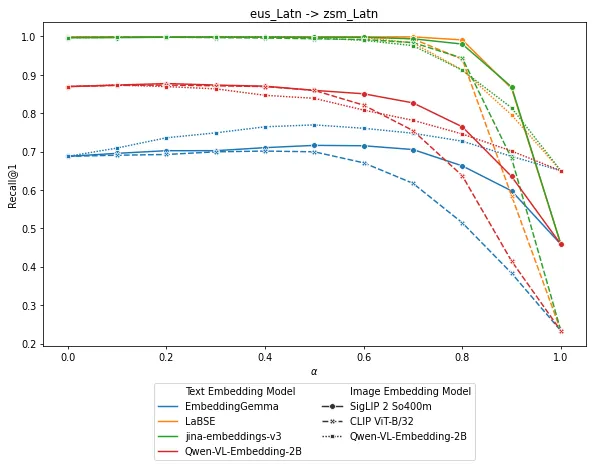 eus_Latn -> zsm_Latn
1.0
0.9
0.8
0.7
0.6
0.5
0.4
0.3
0.2
Recall@1
0.0 0.2 0.4 0.6 0.8 1.0
α
Text Embedding Model Image Embedding Model
EmbeddingGemma SigLIP 2 So400m
LaBSE CLIP ViT-B/32
jina-embeddings-v3 Qwen-VL-Embedding-2B
Qwen-VL-Embedding-2B